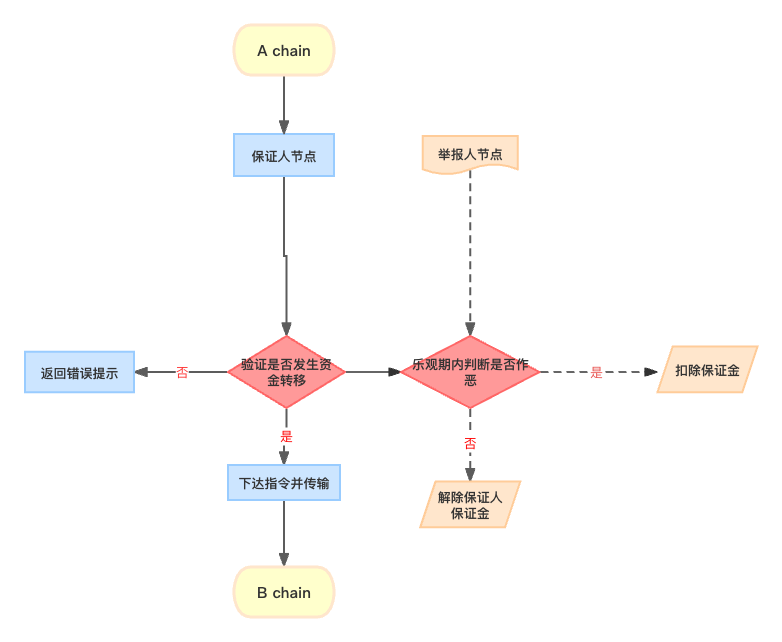 A chain
保证人节点
举报人节点
验证是否发生资
金转移
乐观期内判断是否作
恶
返回错误提示
否
是
扣除保证金
是
否
下达指令并传输
解除保证人
保证金
B chain